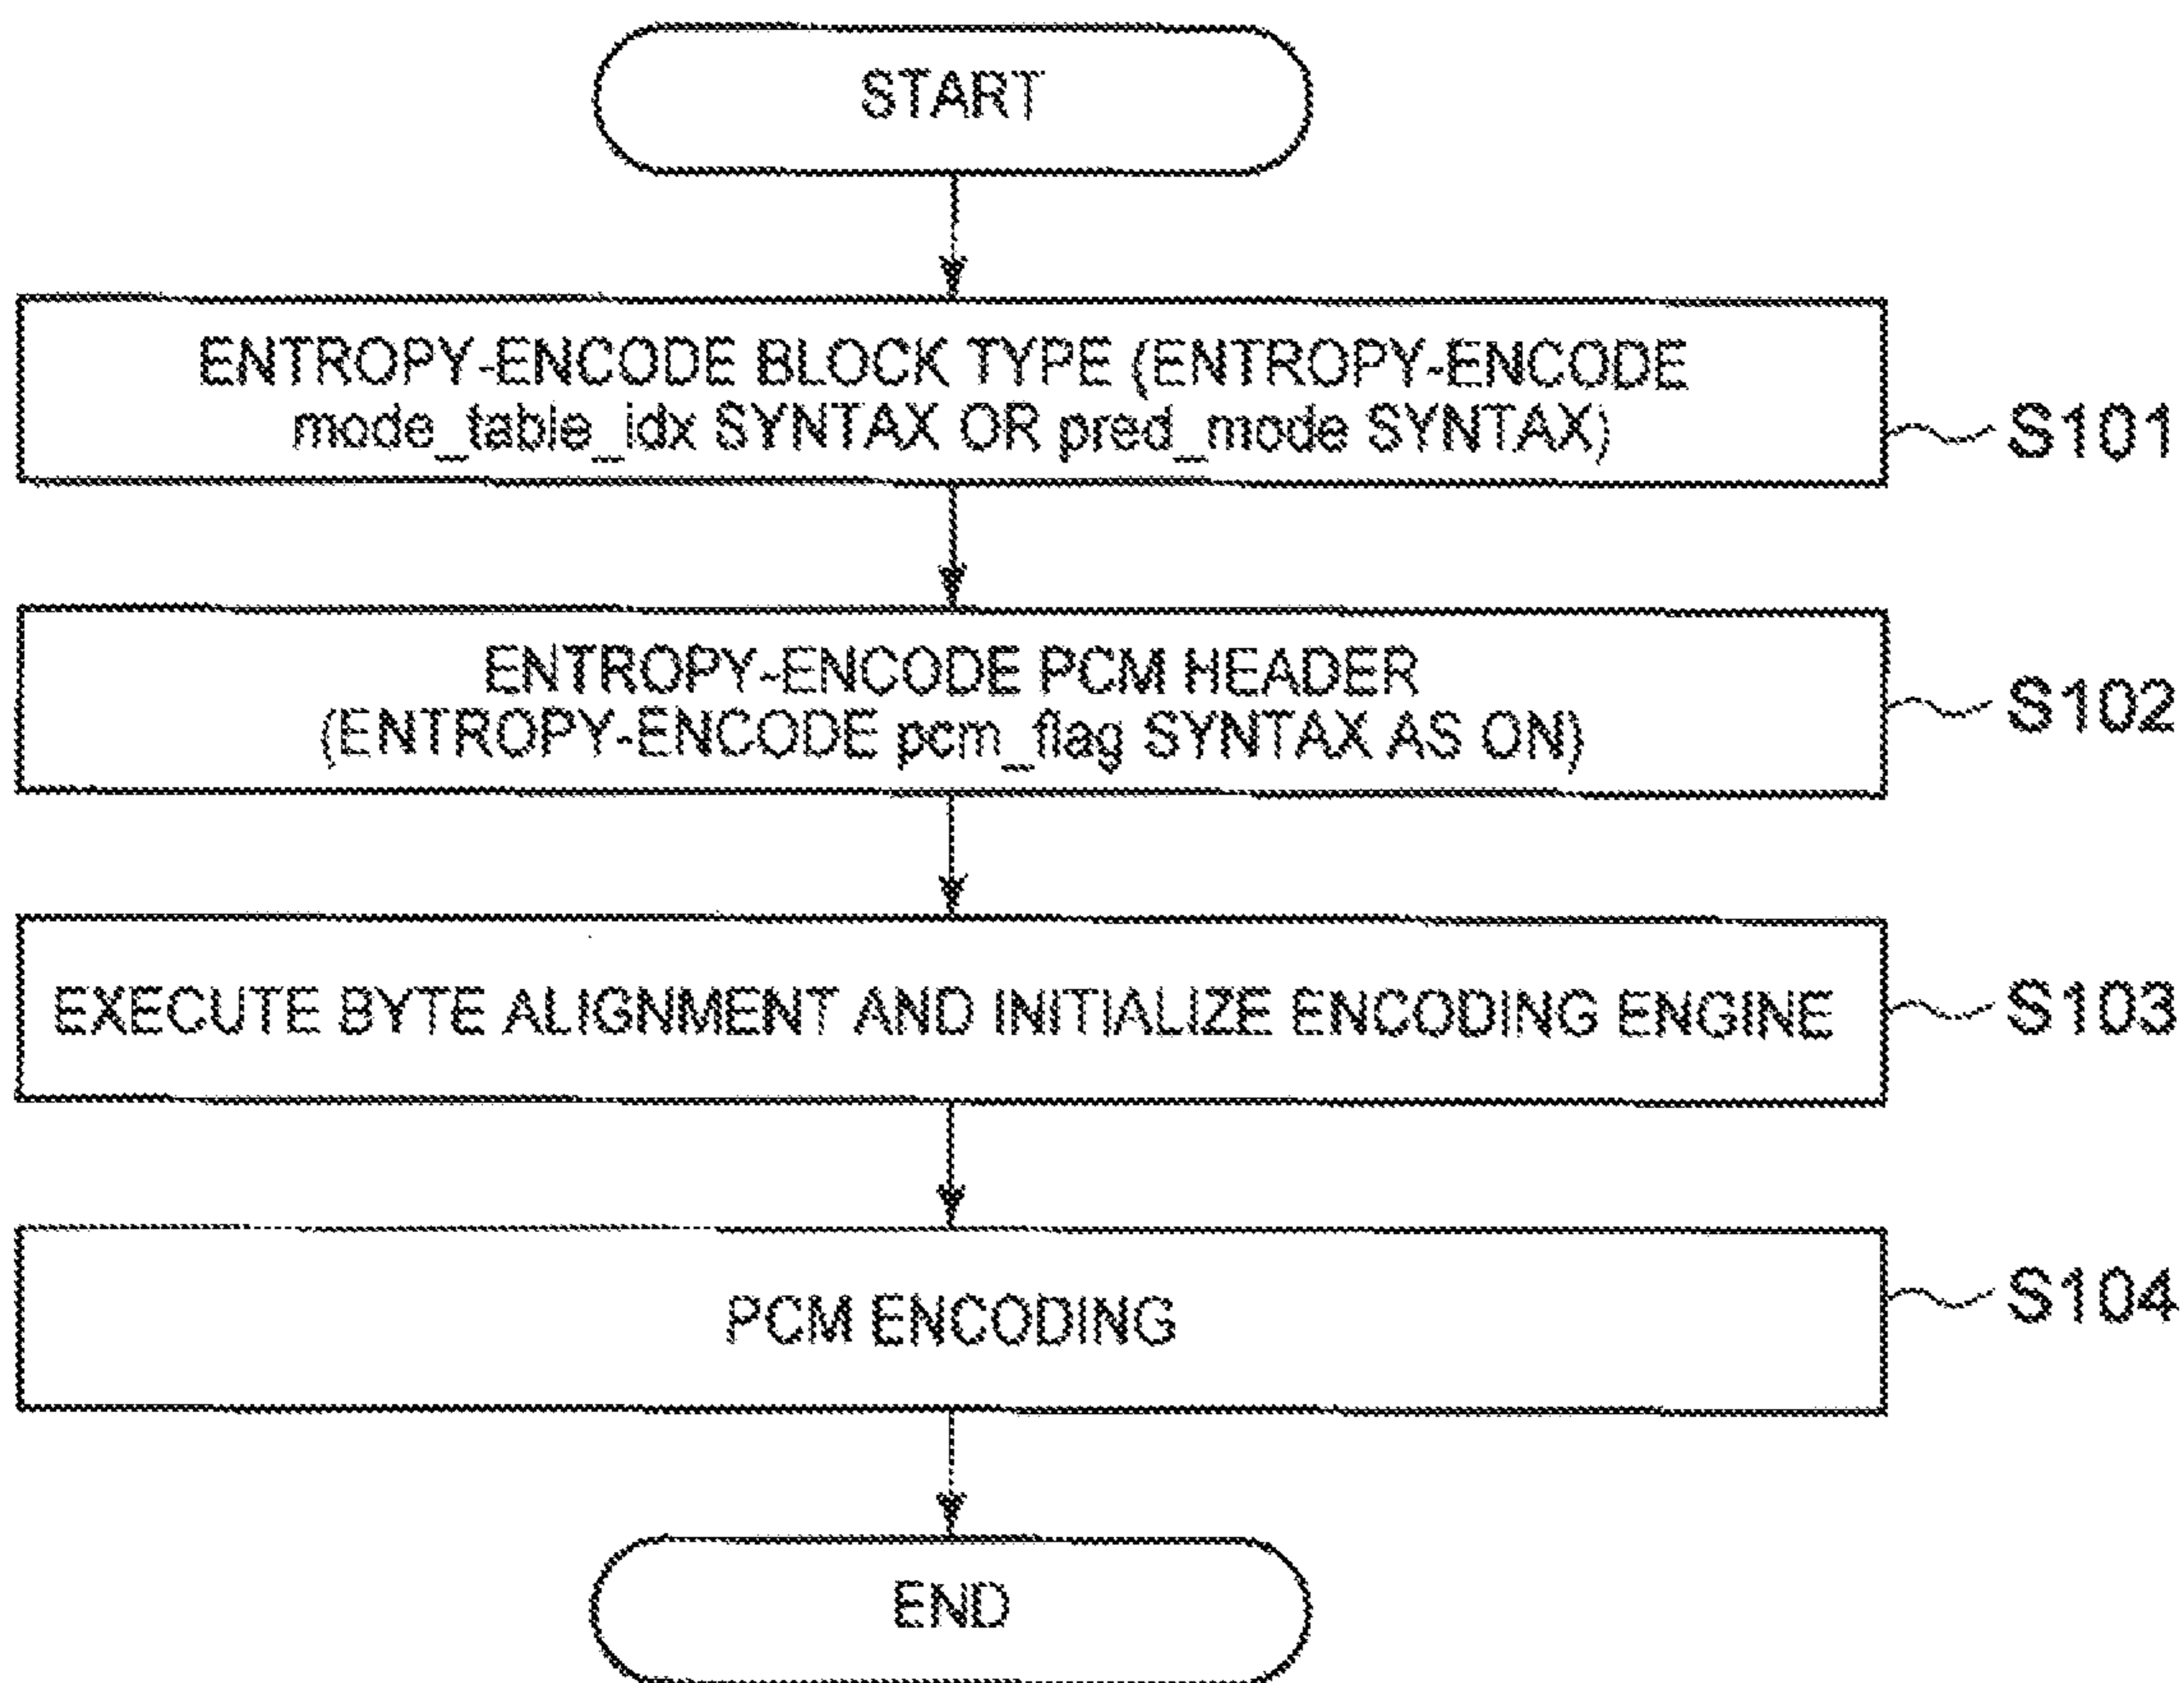 START
ENTROPY-ENCODE BLOCK TYPE (ENTROPY-ENCODE
mode_table_idx SYNTAX OR pred_mode SYNTAX)
S101
ENTROPY-ENCODE PCM HEADER
(ENTROPY-ENCODE pcm_flag SYNTAX AS ON)
S102
EXECUTE BYTE ALIGNMENT AND INITIALIZE ENCODING ENGINE
S103
PCM ENCODING
S104
END